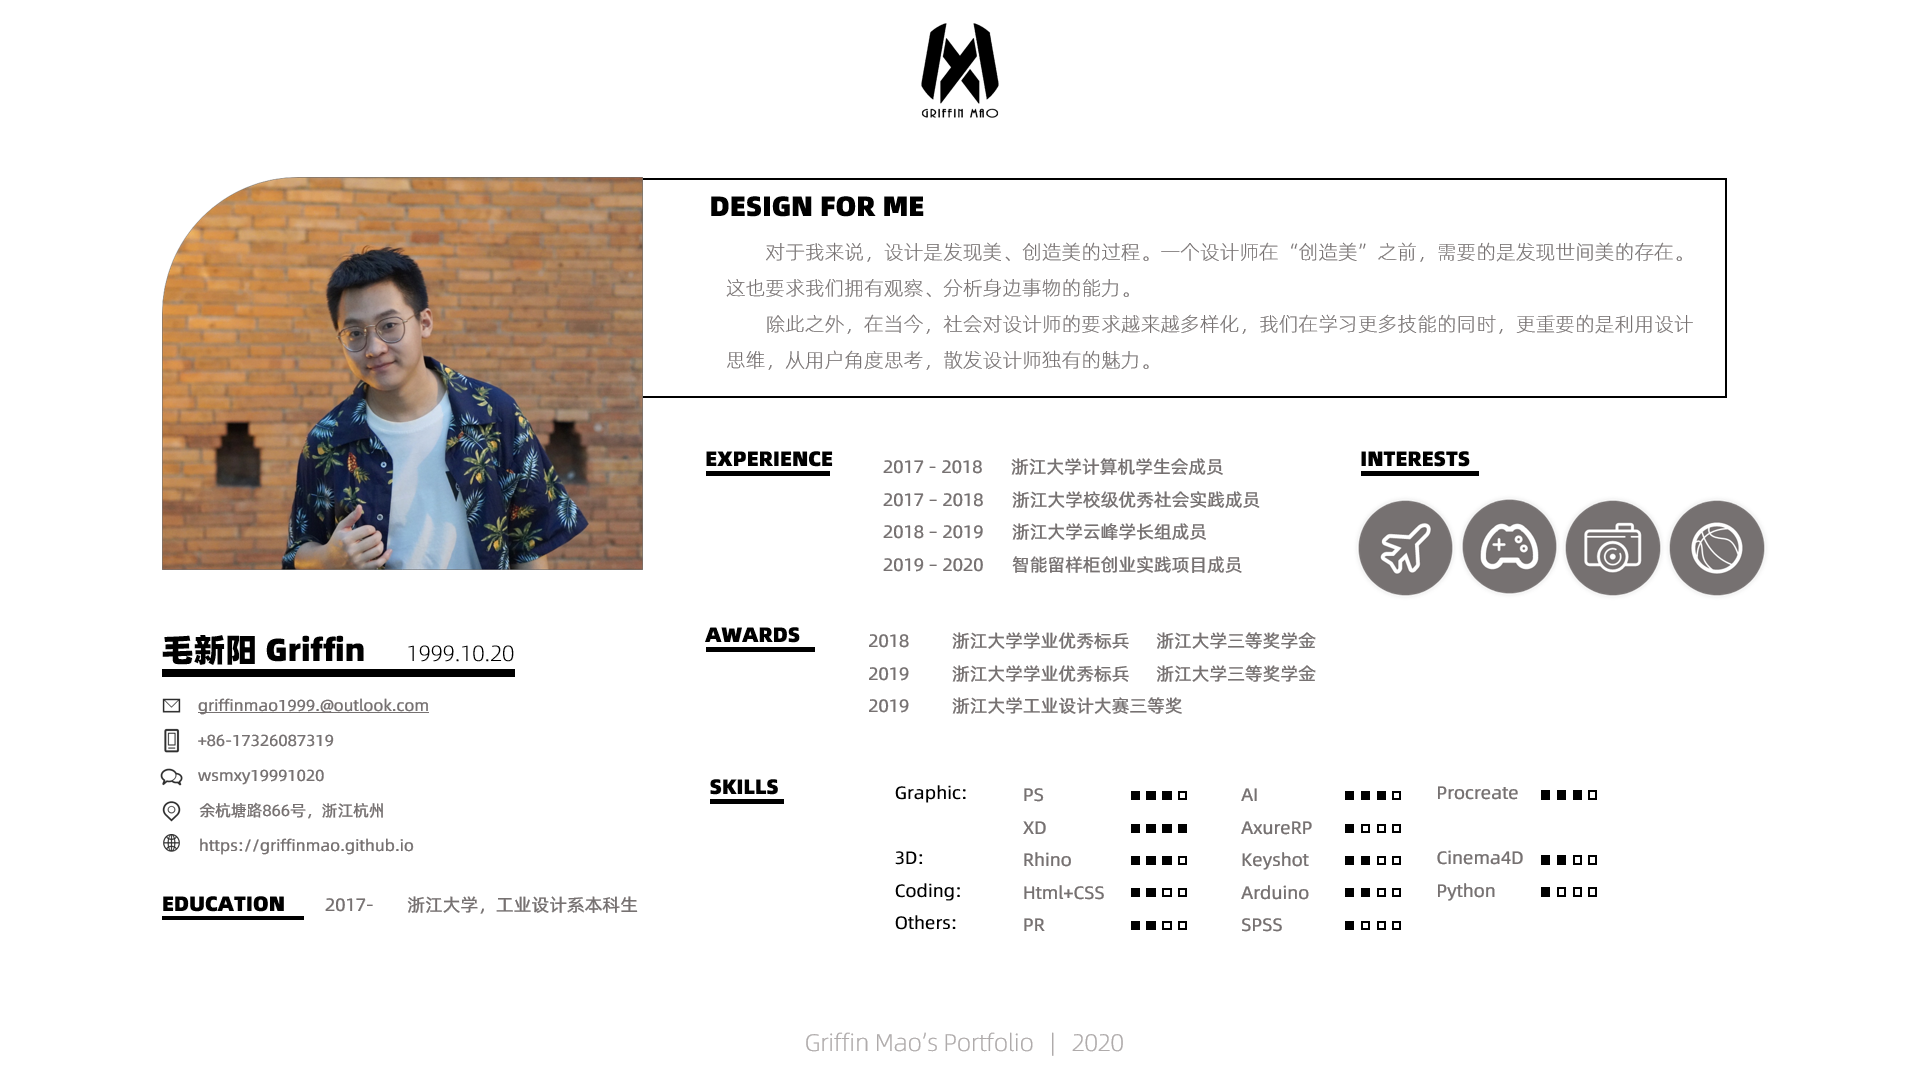 GRIFFIN MAO
DESIGN FOR ME
对于我来说，设计是发现美、创造美的过程。一个设计师在“创造美”之前，需要的是发现世间美的存在。
这也要求我们拥有观察、分析身边事物的能力。
除此之外，在当今，社会对设计师的要求越来越多样化，我们在学习更多技能的同时，更重要的是利用设计
思维，从用户角度思考，散发设计师独有的魅力。
毛新阳 Griffin 1999.10.20
griffinmao1999.@outlook.com
+86-17326087319
wsmxy19991020
余杭塘路866号，浙江杭州
https://griffinmao.github.io
EDUCATION 2017- 浙江大学，工业设计系本科生
EXPERIENCE
2017 - 2018 浙江大学计算机学生会成员
2017 – 2018 浙江大学校级优秀社会实践成员
2018 – 2019 浙江大学云峰学长组成员
2019 – 2020 智能留样柜创业实践项目成员
INTERESTS
AWARDS
2018 浙江大学学业优秀标兵 浙江大学三等奖学金
2019 浙江大学学业优秀标兵 浙江大学三等奖学金
2019 浙江大学工业设计大赛三等奖
SKILLS
Graphic: PS AI Procreate
XD AxureRP
3D: Rhino Keyshot Cinema4D
Coding: Html+CSS Arduino Python
Others: PR SPSS
Griffin Mao’s Portfolio | 2020